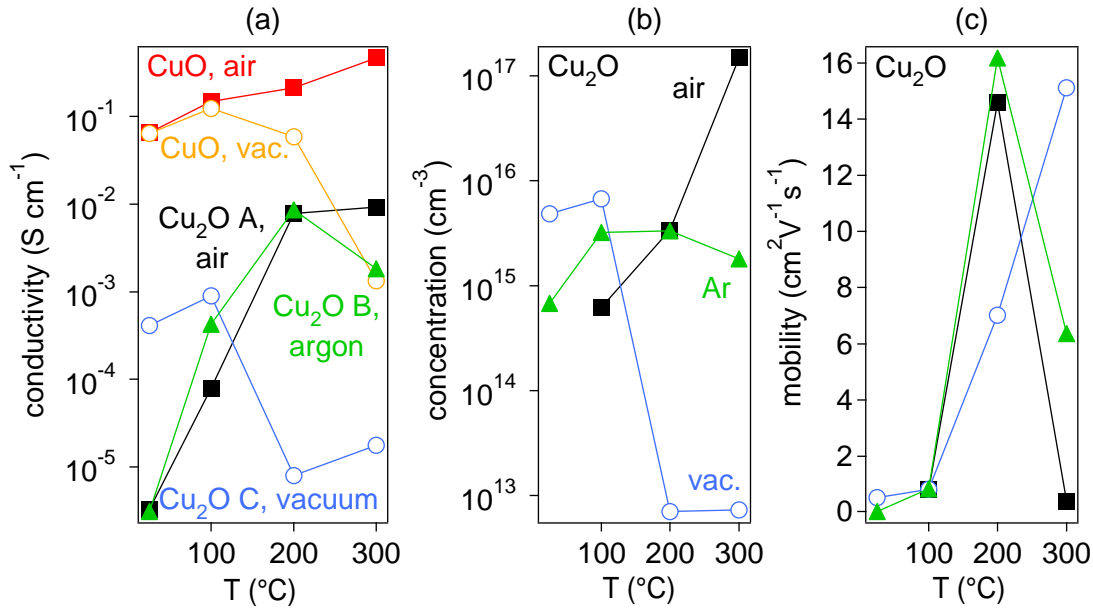 (a)
conductivity (S cm⁻¹)
10⁻¹
10⁻²
10⁻³
10⁻⁴
10⁻⁵
CuO, air
CuO, vac.
Cu₂O A,
air
Cu₂O B,
argon
Cu₂O C, vacuum
100
200
300
T (°C)
(b)
concentration (cm⁻³)
10¹⁷
10¹⁶
10¹⁵
10¹⁴
10¹³
Cu₂O
air
Ar
vac.
100
200
300
T (°C)
(c)
mobility (cm²V⁻¹s⁻¹)
16
14
12
10
8
6
4
2
0
Cu₂O
100
200
300
T (°C)